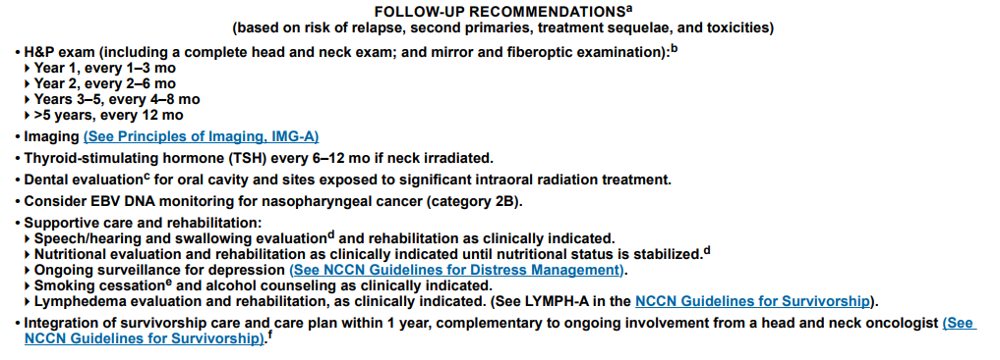 FOLLOW-UP RECOMMENDATIONSa
(based on risk of relapse, second primaries, treatment sequelae, and toxicities)
• H&P exam (including a complete head and neck exam; and mirror and fiberoptic examination):b
Year 1, every 1–3 mo
Year 2, every 2–6 mo
Years 3–5, every 4–8 mo
>5 years, every 12 mo
• Imaging (See Principles of Imaging, IMG-A)
• Thyroid-stimulating hormone (TSH) every 6–12 mo if neck irradiated.
• Dental evaluationc for oral cavity and sites exposed to significant intraoral radiation treatment.
• Consider EBV DNA monitoring for nasopharyngeal cancer (category 2B).
• Supportive care and rehabilitation:
Speech/hearing and swallowing evaluationd and rehabilitation as clinically indicated.
Nutritional evaluation and rehabilitation as clinically indicated until nutritional status is stabilized.d
Ongoing surveillance for depression (See NCCN Guidelines for Distress Management).
Smoking cessatione and alcohol counseling as clinically indicated.
Lymphedema evaluation and rehabilitation, as clinically indicated. (See LYMPH-A in the NCCN Guidelines for Survivorship).
• Integration of survivorship care and care plan within 1 year, complementary to ongoing involvement from a head and neck oncologist (See
NCCN Guidelines for Survivorship).f